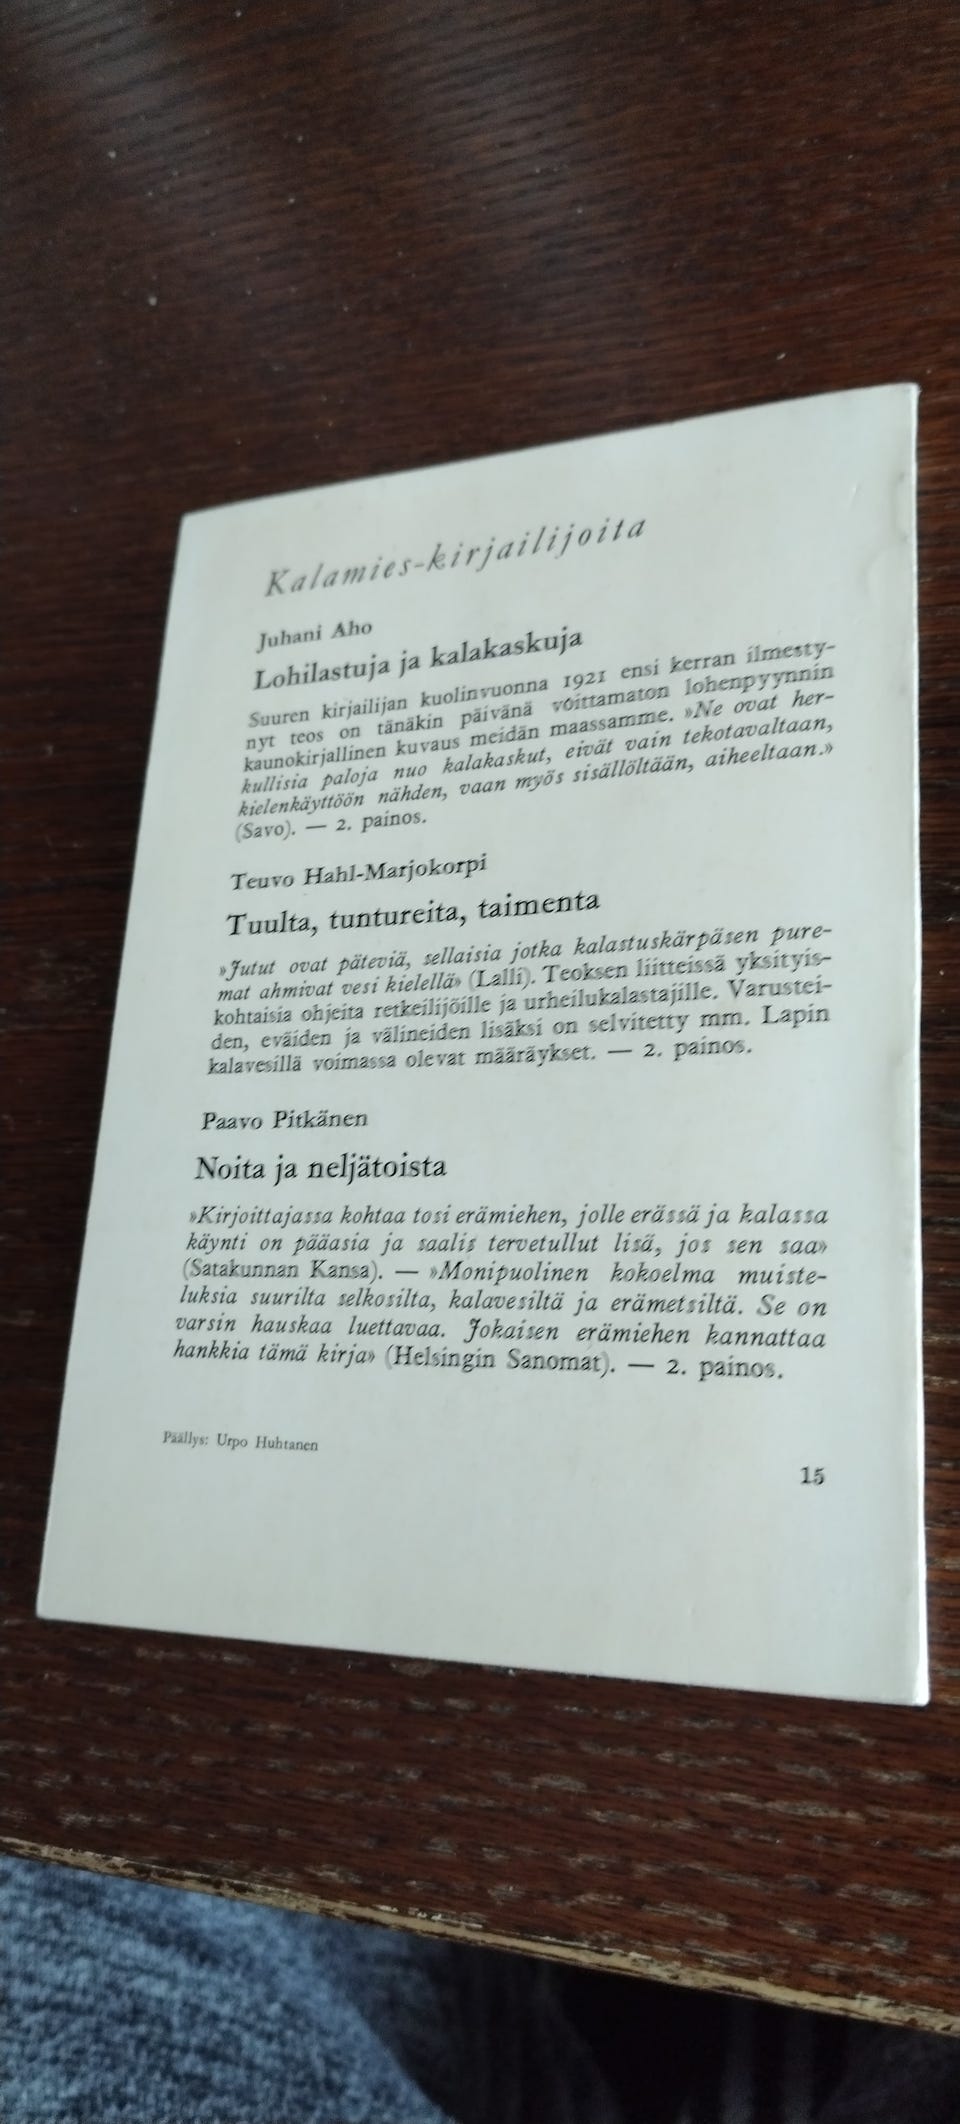 Kalamies-kirjailijoita
Juhani Aho
Lohilastuja ja kalakaskuja
Suuren kirjailijan kuolinvuonna 1921 ensi kerran ilmesty-
nyt teos on tänäkin päivänä voittamaton lohenpyynnin
kaunokirjallinen kuvaus meidän maassamme. »Ne ovat her-
kullisia paloja nuo kalakaskut, eivät vain tekotavaltaan,
kielenkäyttöön nähden, vaan myös sisällöltään, aiheeltaan.»
(Savo). — 2. painos.
Teuvo Hahl-Marjokorpi
Tuulta, tuntureita, taimenta
»Jutut ovat päteviä, sellaisia jotka kalastuskärpäsen pure-
mat ahmivat vesi kielellä» (Lalli). Teoksen liitteissä yksityis-
kohtaisia ohjeita retkeilijöille ja urheilukalastajille. Varustei-
den, eväiden ja välineiden lisäksi on selvitetty mm. Lapin
kalavesillä voimassa olevat määräykset. — 2. painos.
Paavo Pitkänen
Noita ja neljätoista
»Kirjoittajassa kohtaa tosi erämiehen, jolle erässä ja kalassa
käynti on pääasia ja saalis tervetullut lisä, jos sen saa»
(Satakunnan Kansa). — »Monipuolinen kokoelma muiste-
luksia suurilta selkosilta, kalavesiltä ja erämetsiltä. Se on
varsin hauskaa luettavaa. Jokaisen erämiehen kannattaa
hankkia tämä kirja» (Helsingin Sanomat). — 2. painos.
Päällys: Urpo Huhtanen
15